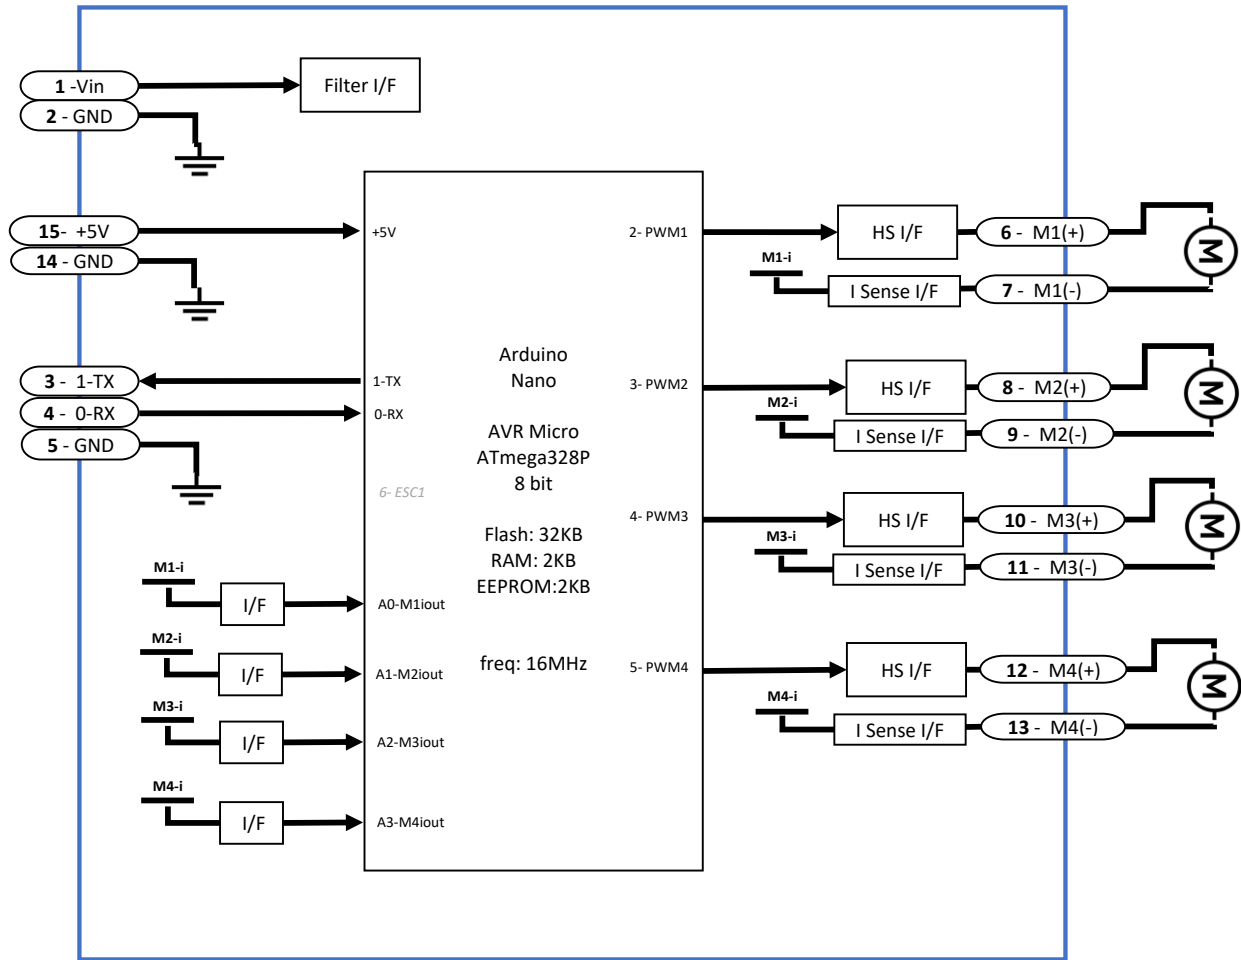 1 -Vin
Filter I/F
2 - GND
15- +5V
14 - GND
+5V
2- PWM1
HS I/F
6 - M1(+)
M
M1-i
I Sense I/F
7 - M1(-)
3 - 1-TX
4 - 0-RX
5 - GND
1-TX
0-RX
6- ESC1
Arduino
Nano
AVR Micro
ATmega328P
8 bit
Flash: 32KB
RAM: 2KB
EEPROM:2KB
freq: 16MHz
3- PWM2
HS I/F
8 - M2(+)
M
M2-i
I Sense I/F
9 - M2(-)
4- PWM3
HS I/F
10 - M3(+)
M
M3-i
I Sense I/F
11 - M3(-)
5- PWM4
HS I/F
12 - M4(+)
M
M4-i
I Sense I/F
13 - M4(-)
M1-i
I/F
A0-M1iout
M2-i
I/F
A1-M2iout
M3-i
I/F
A2-M3iout
M4-i
I/F
A3-M4iout